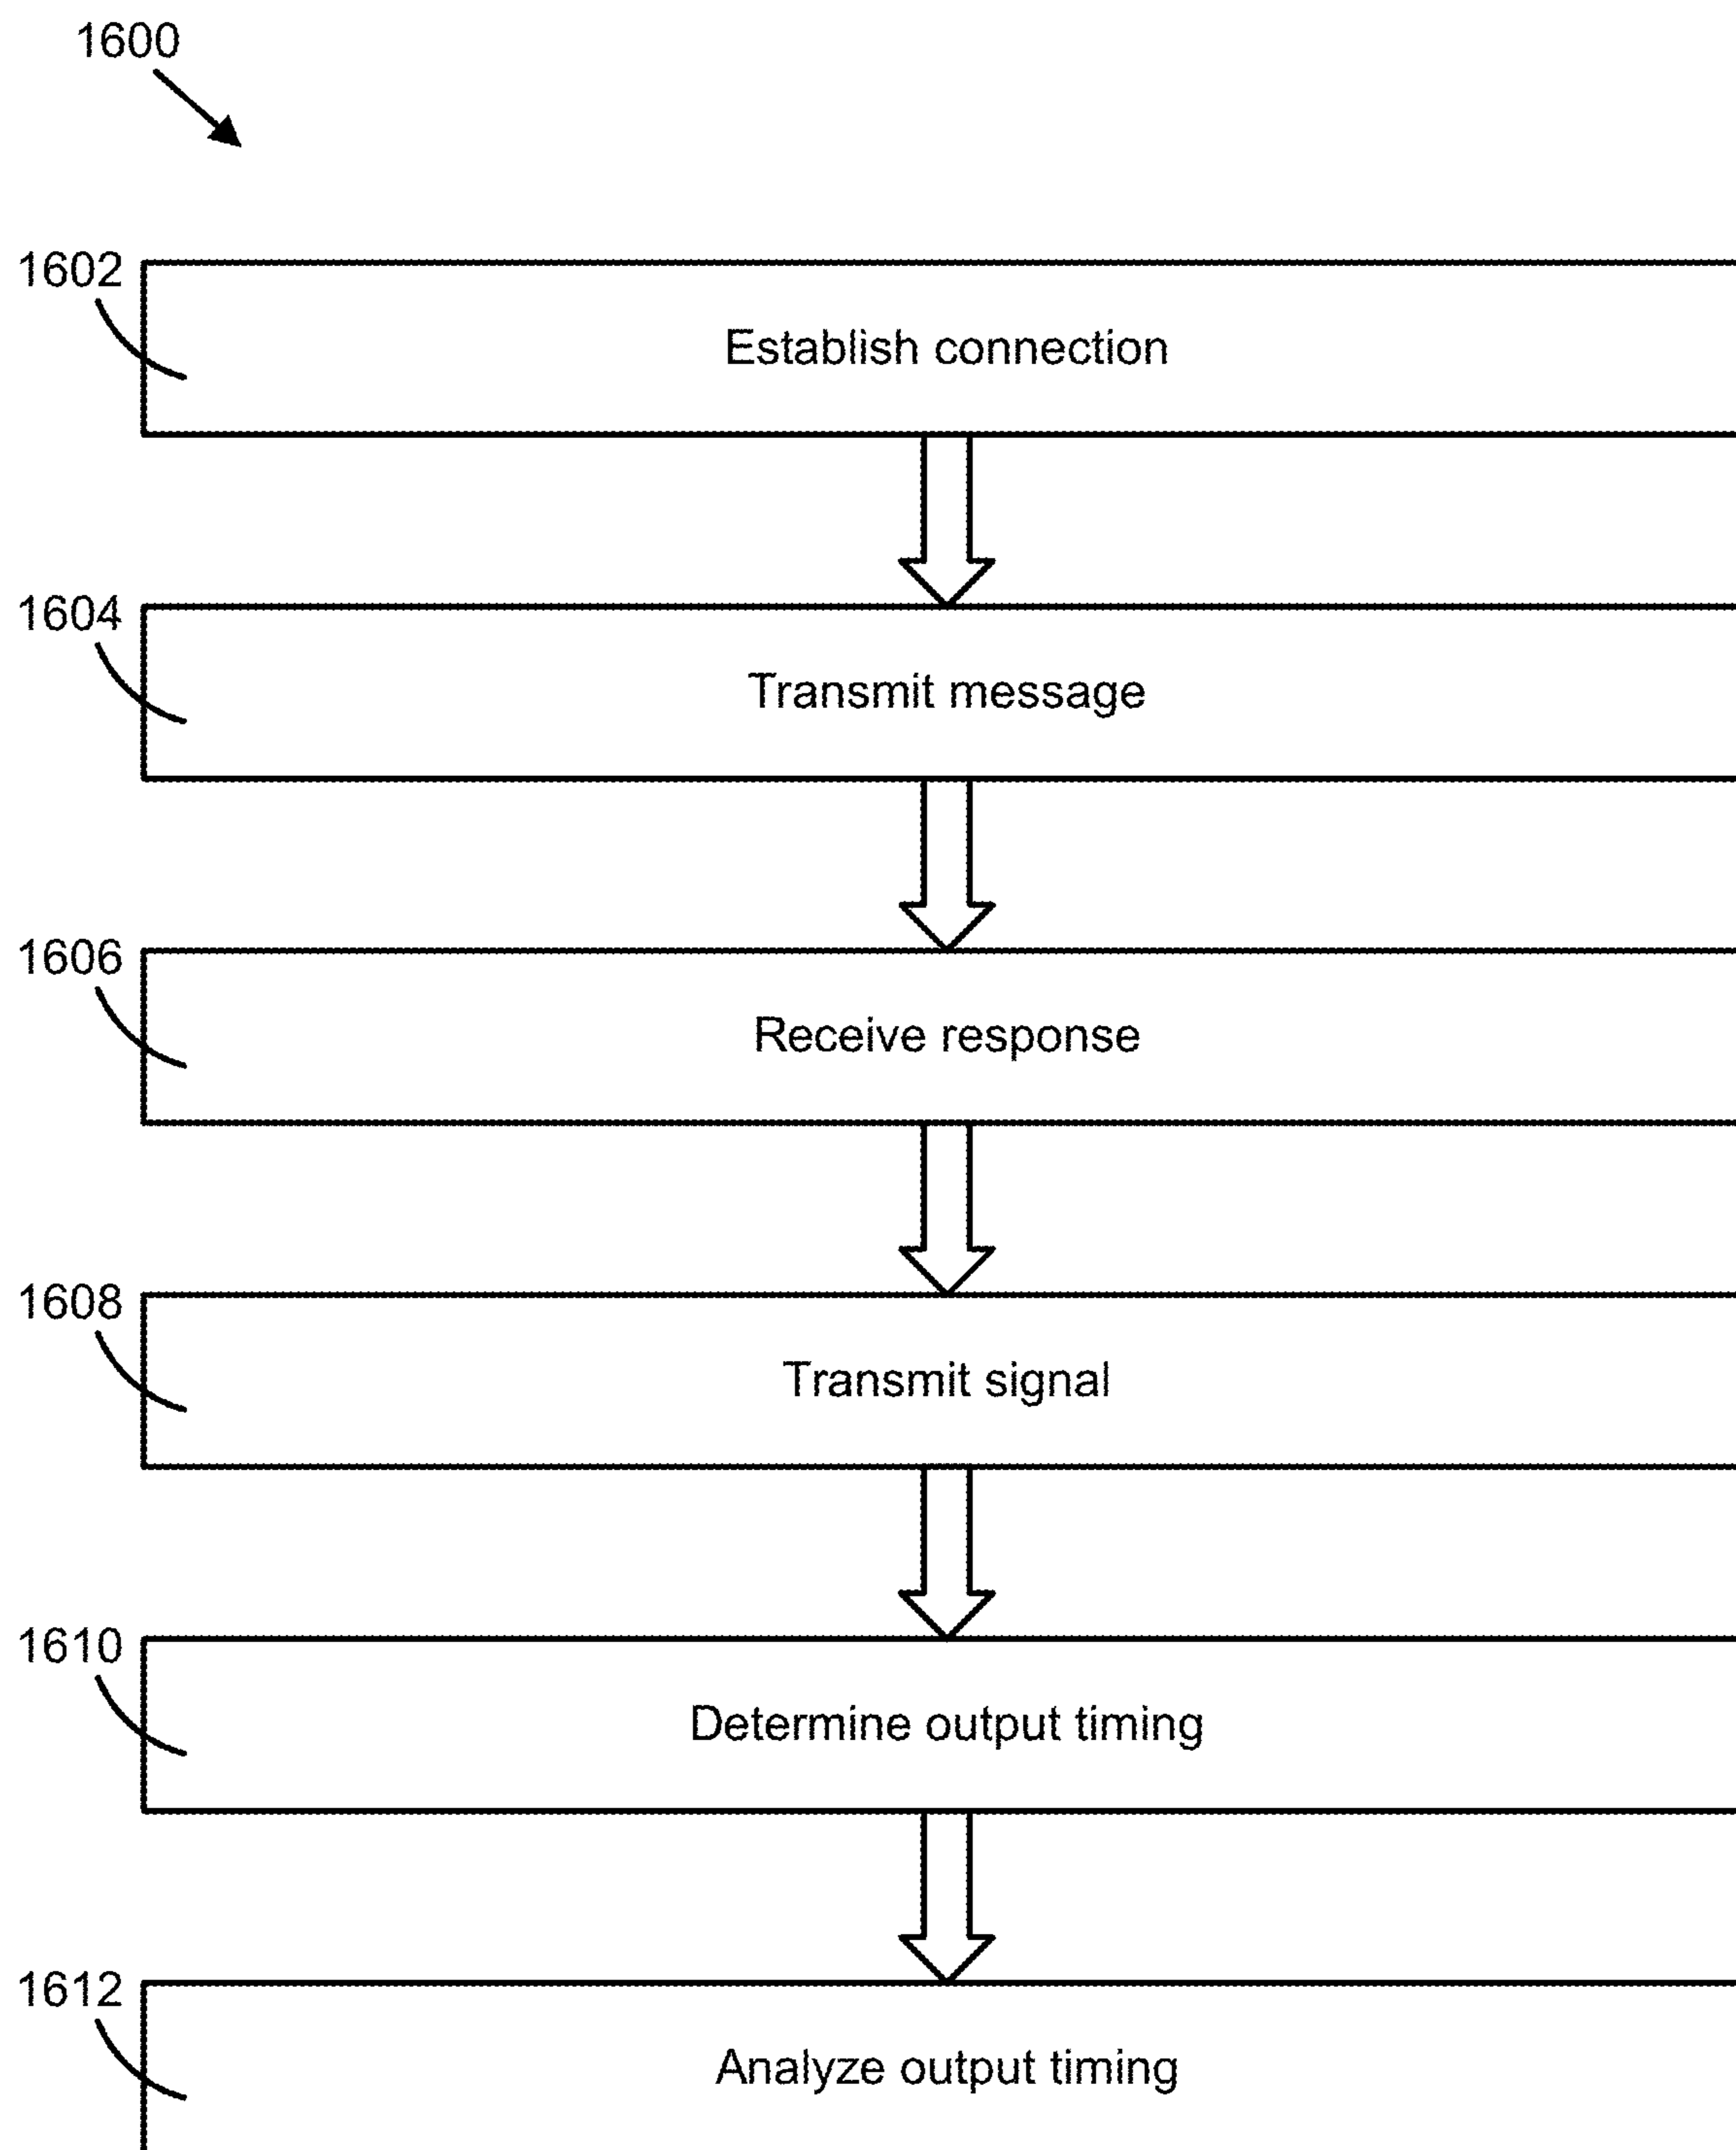 1600
1602
Establish connection
1604
Transmit message
1606
Receive response
1608
Transmit signal
1610
Determine output timing
1612
Analyze output timing